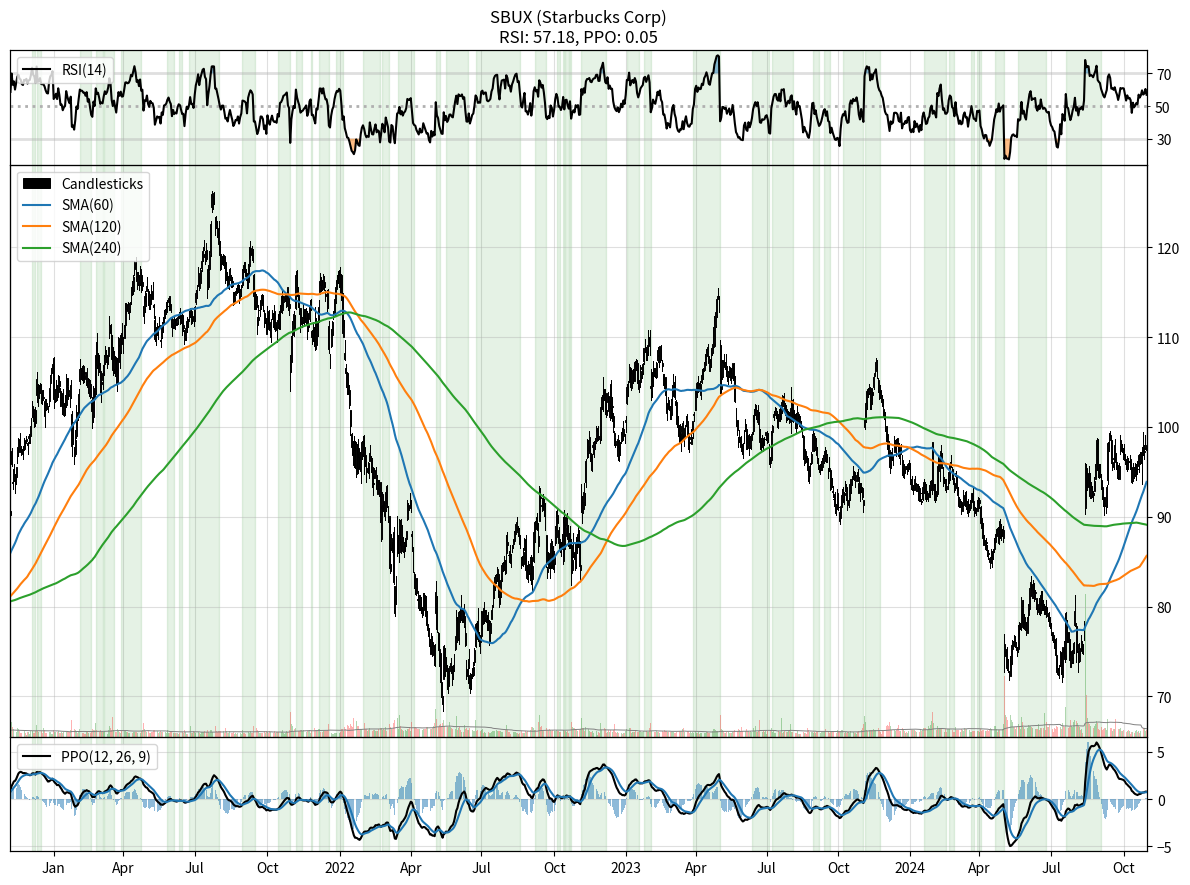 SBUX (Starbucks Corp)
RSI: 57.18, PPO: 0.05
RSI(14)
70
50
30
Candlesticks
SMA(60)
SMA(120)
SMA(240)
120
110
100
90
80
70
PPO(12, 26, 9)
5
0
−5
Jan Apr Jul Oct 2022 Apr Jul Oct 2023 Apr Jul Oct 2024 Apr Jul Oct